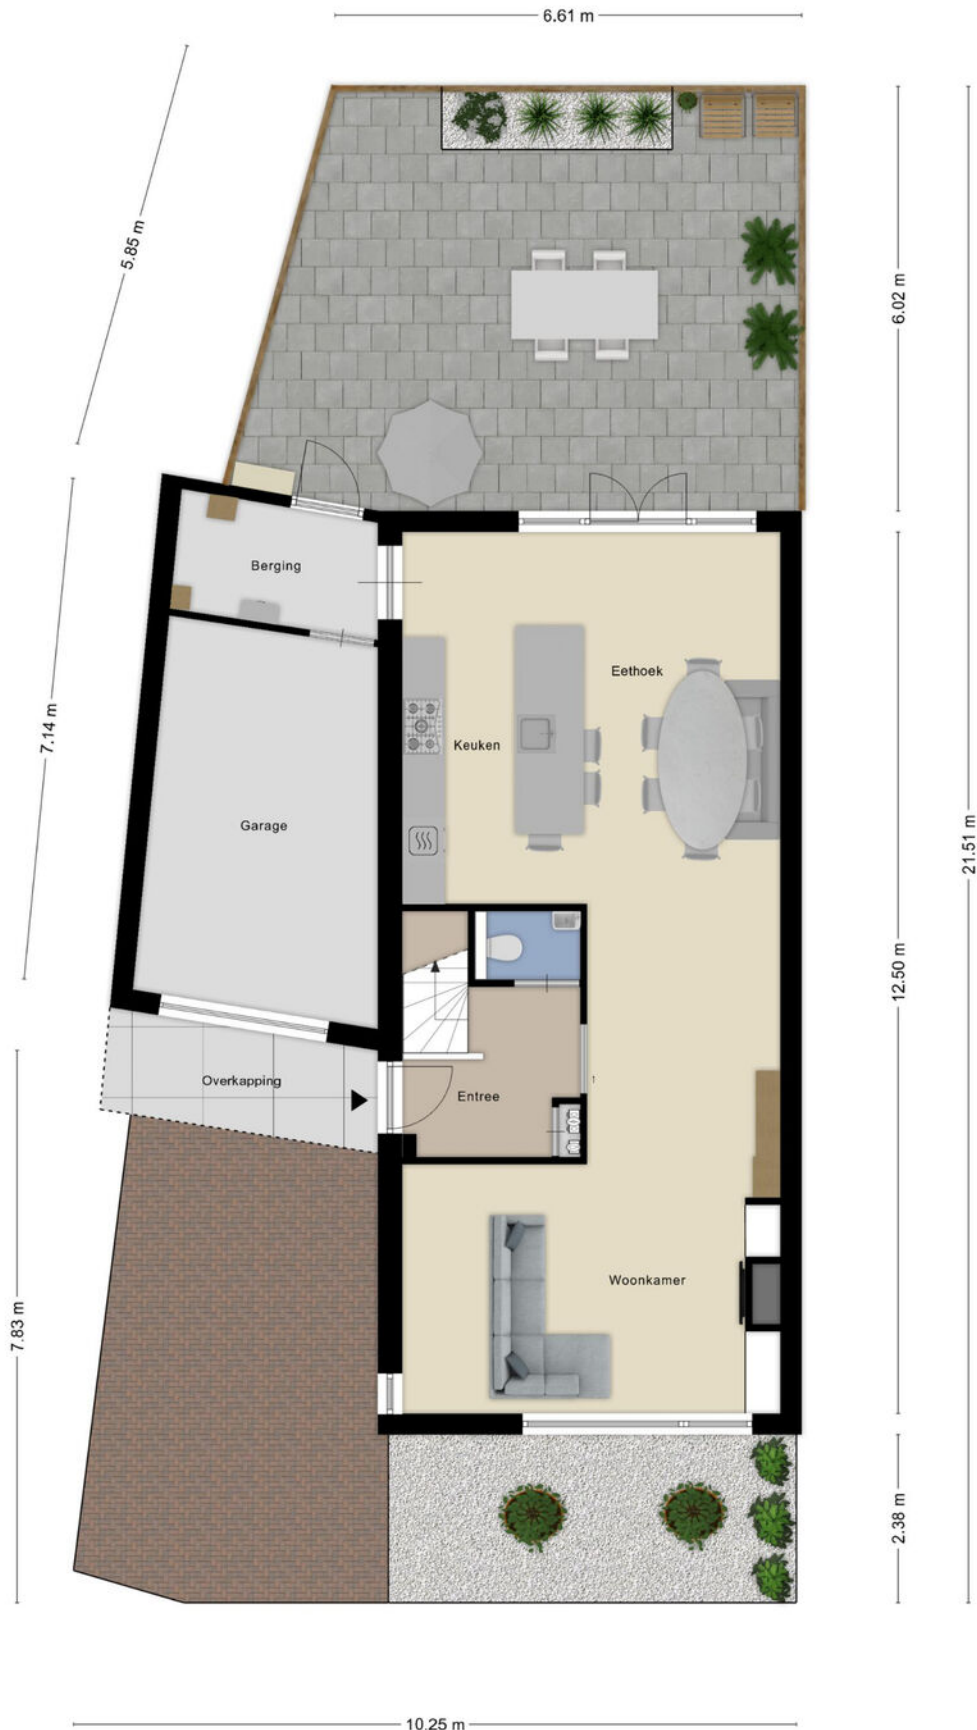 6.61 m
5.85 m
6.02 m
Berging
Eethoek
7.14 m
Keuken
Garage
21.51 m
12.50 m
Overkapping
Entree
Woonkamer
7.83 m
2.38 m
10.25 m